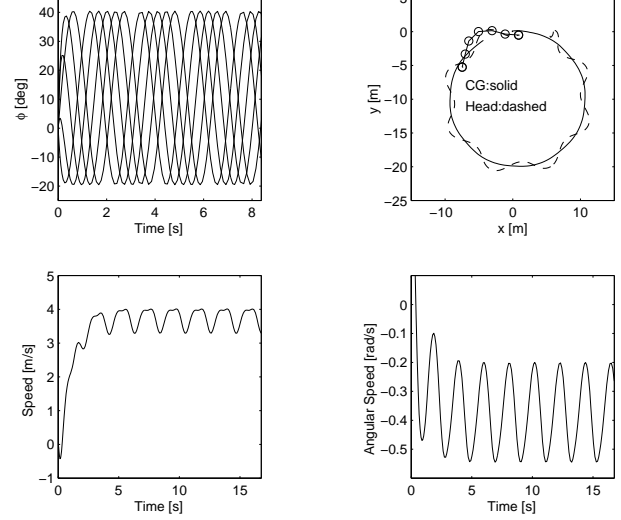 40
30
20
10
0
−10
−20
ϕ [deg]
0 2 4 6 8
Time [s]
0
−5
−10
−15
−20
−25
y [m]
CG:solid
Head:dashed
−10 0 10
x [m]
5
4
3
2
1
0
−1
Speed [m/s]
0 5 10 15
Time [s]
0
−0.1
−0.2
−0.3
−0.4
−0.5
Angular Speed [rad/s]
0 5 10 15
Time [s]